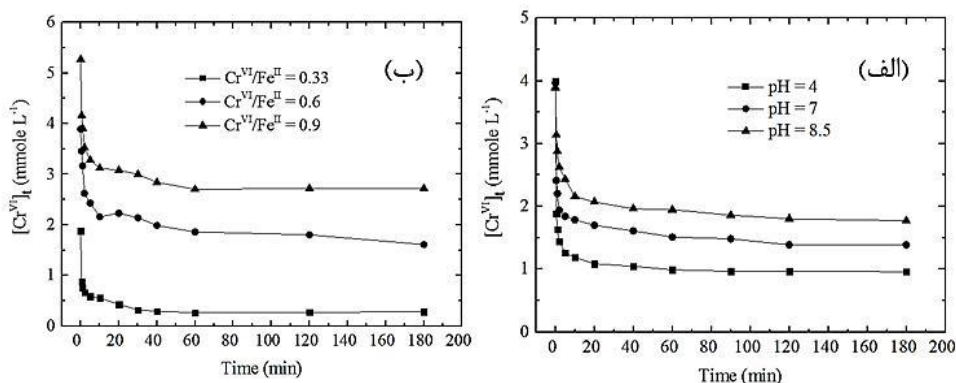 (ب)
Cr^VI/Fe^II = 0.33
Cr^VI/Fe^II = 0.6
Cr^VI/Fe^II = 0.9
[Cr^VI]t (mmole L^-1)
6
5
4
3
2
1
0
0 20 40 60 80 100 120 140 160 180 200
Time (min)
(الف)
pH = 4
pH = 7
pH = 8.5
[Cr^VI]t (mmole L^-1)
5
4
3
2
1
0
0 20 40 60 80 100 120 140 160 180 200
Time (min)